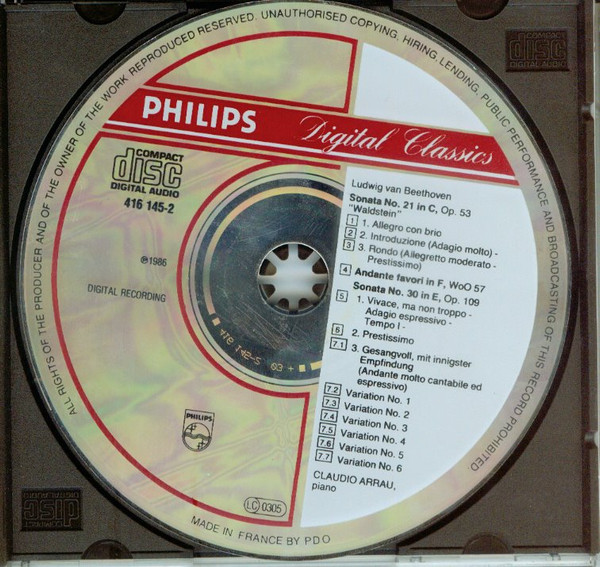 ALL RIGHTS OF THE PRODUCER AND OF THE OWNER OF THE WORK REPRODUCED RESERVED. UNAUTHORISED COPYING, HIRING, LENDING, PUBLIC PERFORMANCE AND BROADCASTING OF THIS RECORD PROHIBITED
disc
DIGITAL AUDIO
PHILIPS
Digital Classics
COMPACT
disc
DIGITAL AUDIO
416 145-2
℗1986
DIGITAL RECORDING
Ludwig van Beethoven
Sonata No. 21 in C, Op. 53
"Waldstein"
1 1. Allegro con brio
2 2. Introduzione (Adagio molto) -
3 3. Rondo (Allegretto moderato -
Prestissimo)
4 Andante favori in F, WoO 57
Sonata No. 30 in E, Op. 109
5 1. Vivace, ma non troppo -
Adagio espressivo -
Tempo I -
6 2. Prestissimo
7.1 3. Gesangvoll, mit innigster
Empfindung
(Andante molto cantabile ed
espressivo)
7.2 Variation No. 1
7.3 Variation No. 2
7.4 Variation No. 3
7.5 Variation No. 4
7.6 Variation No. 5
7.7 Variation No. 6
CLAUDIO ARRAU,
piano
PHILIPS
LC 0305
MADE IN FRANCE BY PDO
COMPACT
disc
DIGITAL AUDIO